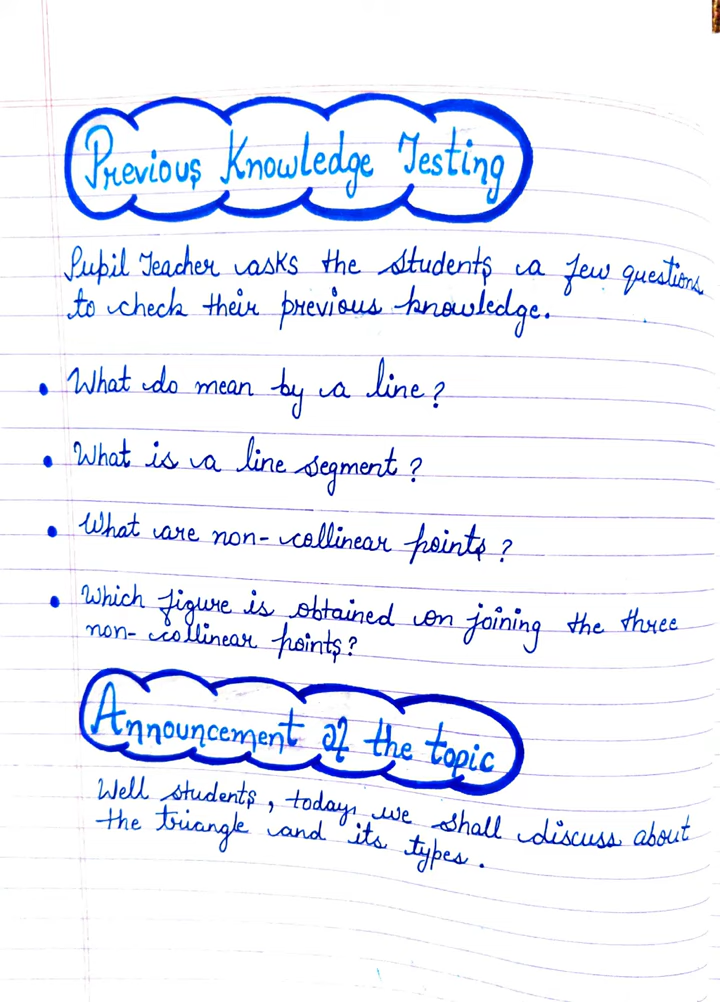 Previous Knowledge Testing
Pupil Teacher asks the students a few questions
to check their previous knowledge.
• What do mean by a line?
• What is a line segment?
• What are non-collinear points?
• Which figure is obtained on joining the three
non-collinear points?
Announcement of the topic
Well students, today, we shall discuss about
the triangle and its types.